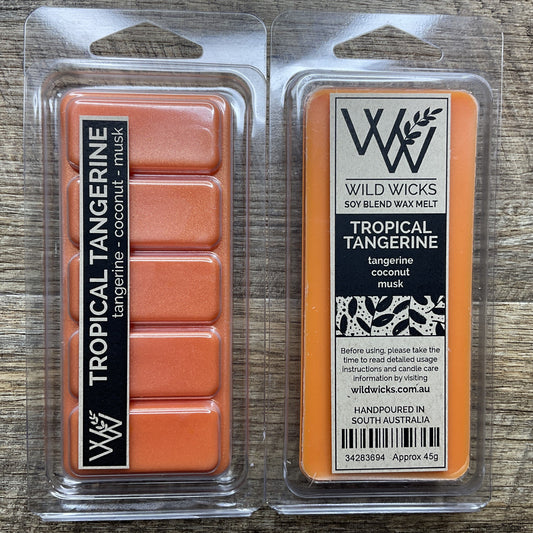 TROPICAL TANGERINE
tangerine - coconut - musk
WW
WW
WILD WICKS
SOY BLEND WAX MELT
TROPICAL
TANGERINE
tangerine
coconut
musk
Before using, please take the
time to read detailed usage
instructions and candle care
information by visiting
wildwicks.com.au
HANDPOURED IN
SOUTH AUSTRALIA
34283694 Approx 45g